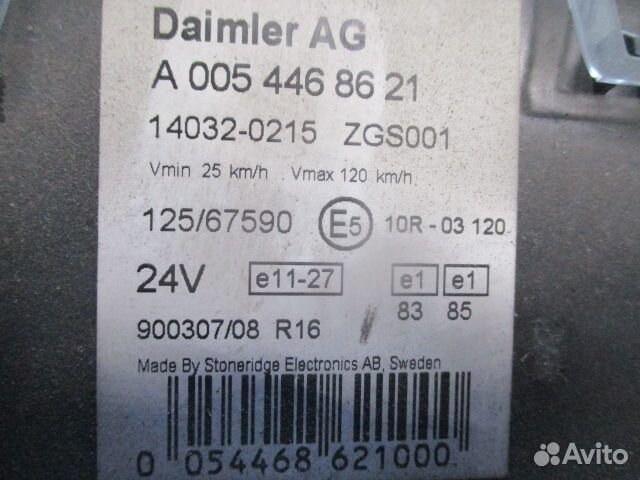 Daimler AG
A 005 446 86 21
14032-0215 ZGS001
Vmin 25 km/h Vmax 120 km/h
125/67590 E5 10R - 03 120
24V e11-27 e1 e1
83 85
900307/08 R16
Made By Stoneridge Electronics AB, Sweden
0 054468 621000
Avito